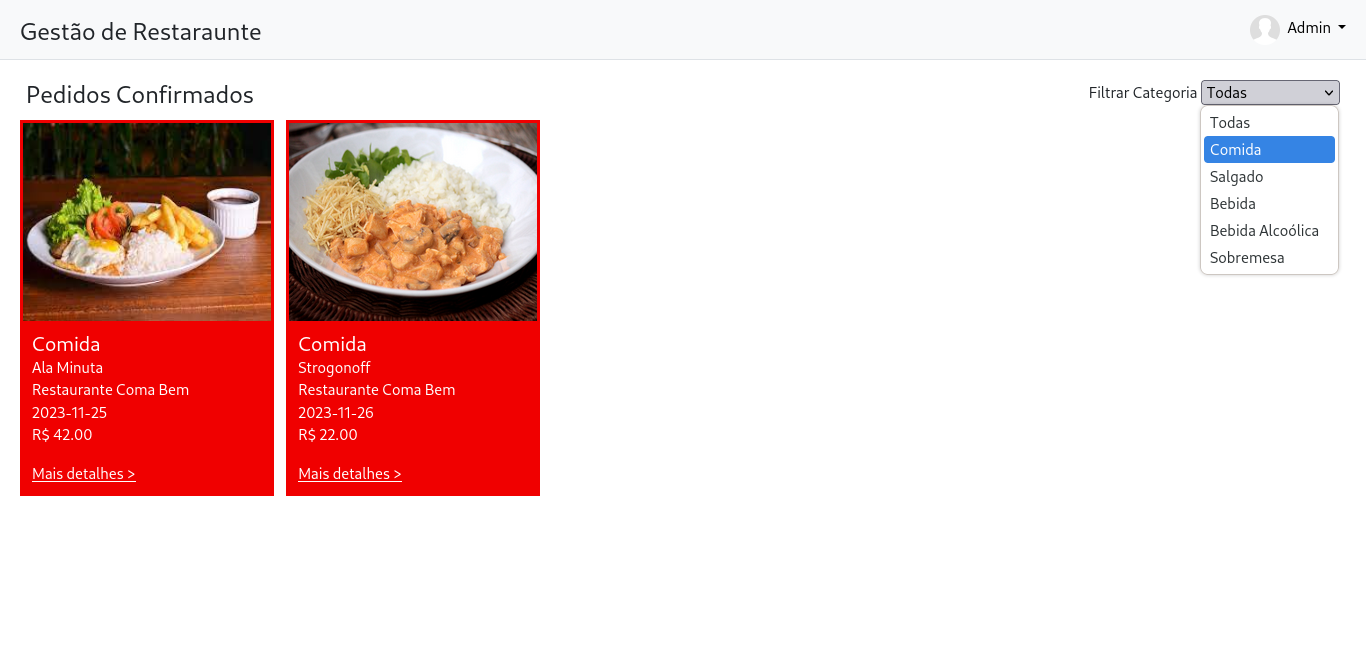 Gestão de Restaraunte
Admin
Pedidos Confirmados
Filtrar Categoria Todas
Todas
Comida
Salgado
Bebida
Bebida Alcoólica
Sobremesa
Comida
Ala Minuta
Restaurante Coma Bem
2023-11-25
R$ 42.00
Mais detalhes >
Comida
Strogonoff
Restaurante Coma Bem
2023-11-26
R$ 22.00
Mais detalhes >